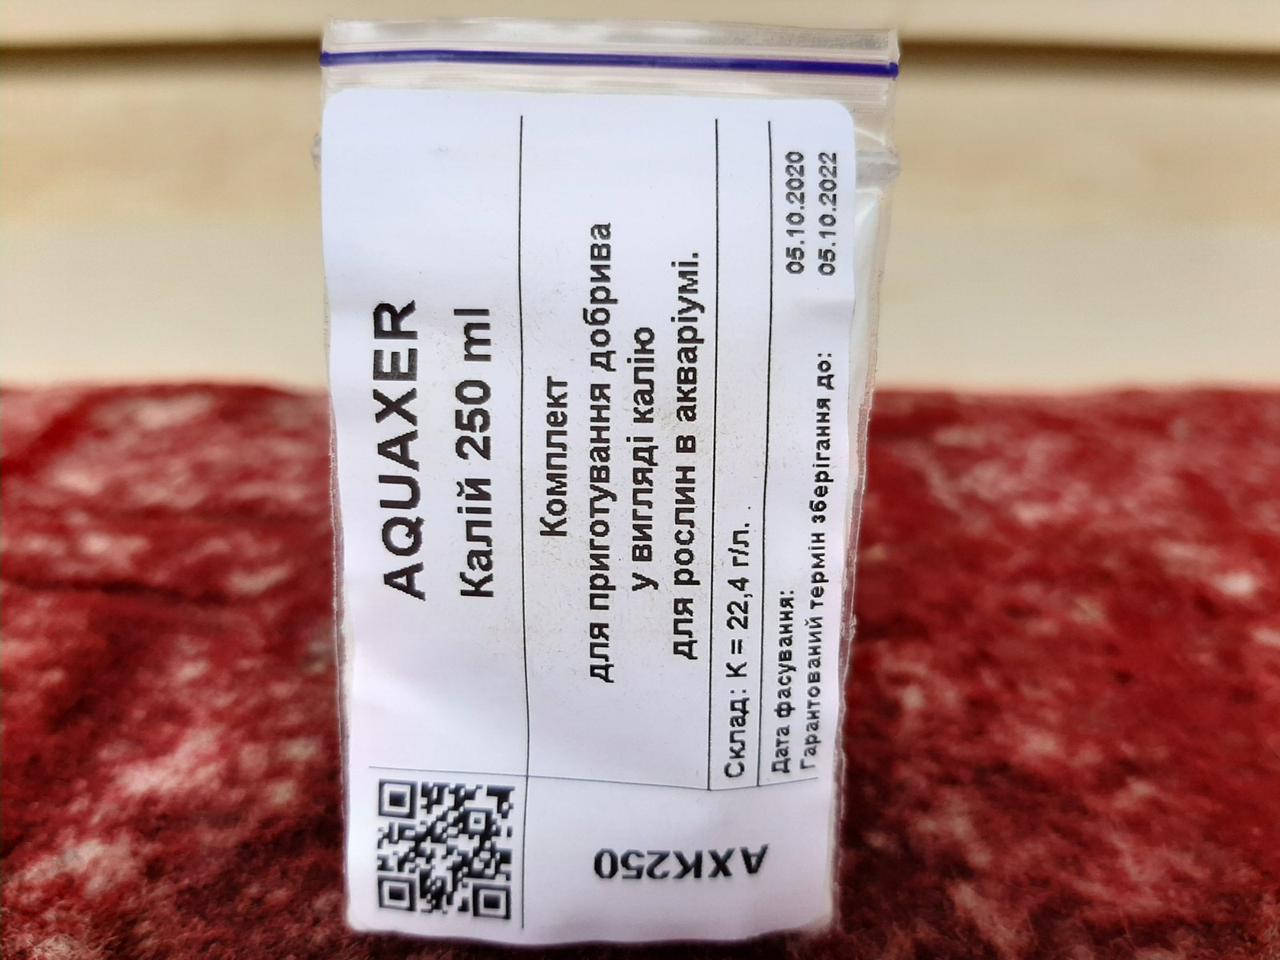 AQUAXER
Калій 250 ml
Комплект
для приготування добрива
у вигляді калію
для рослин в акваріумі.
Склад: K = 22,4 г/л.
Дата фасування: 05.10.2020
Гарантований термін зберігання до: 05.10.2022
AXK250